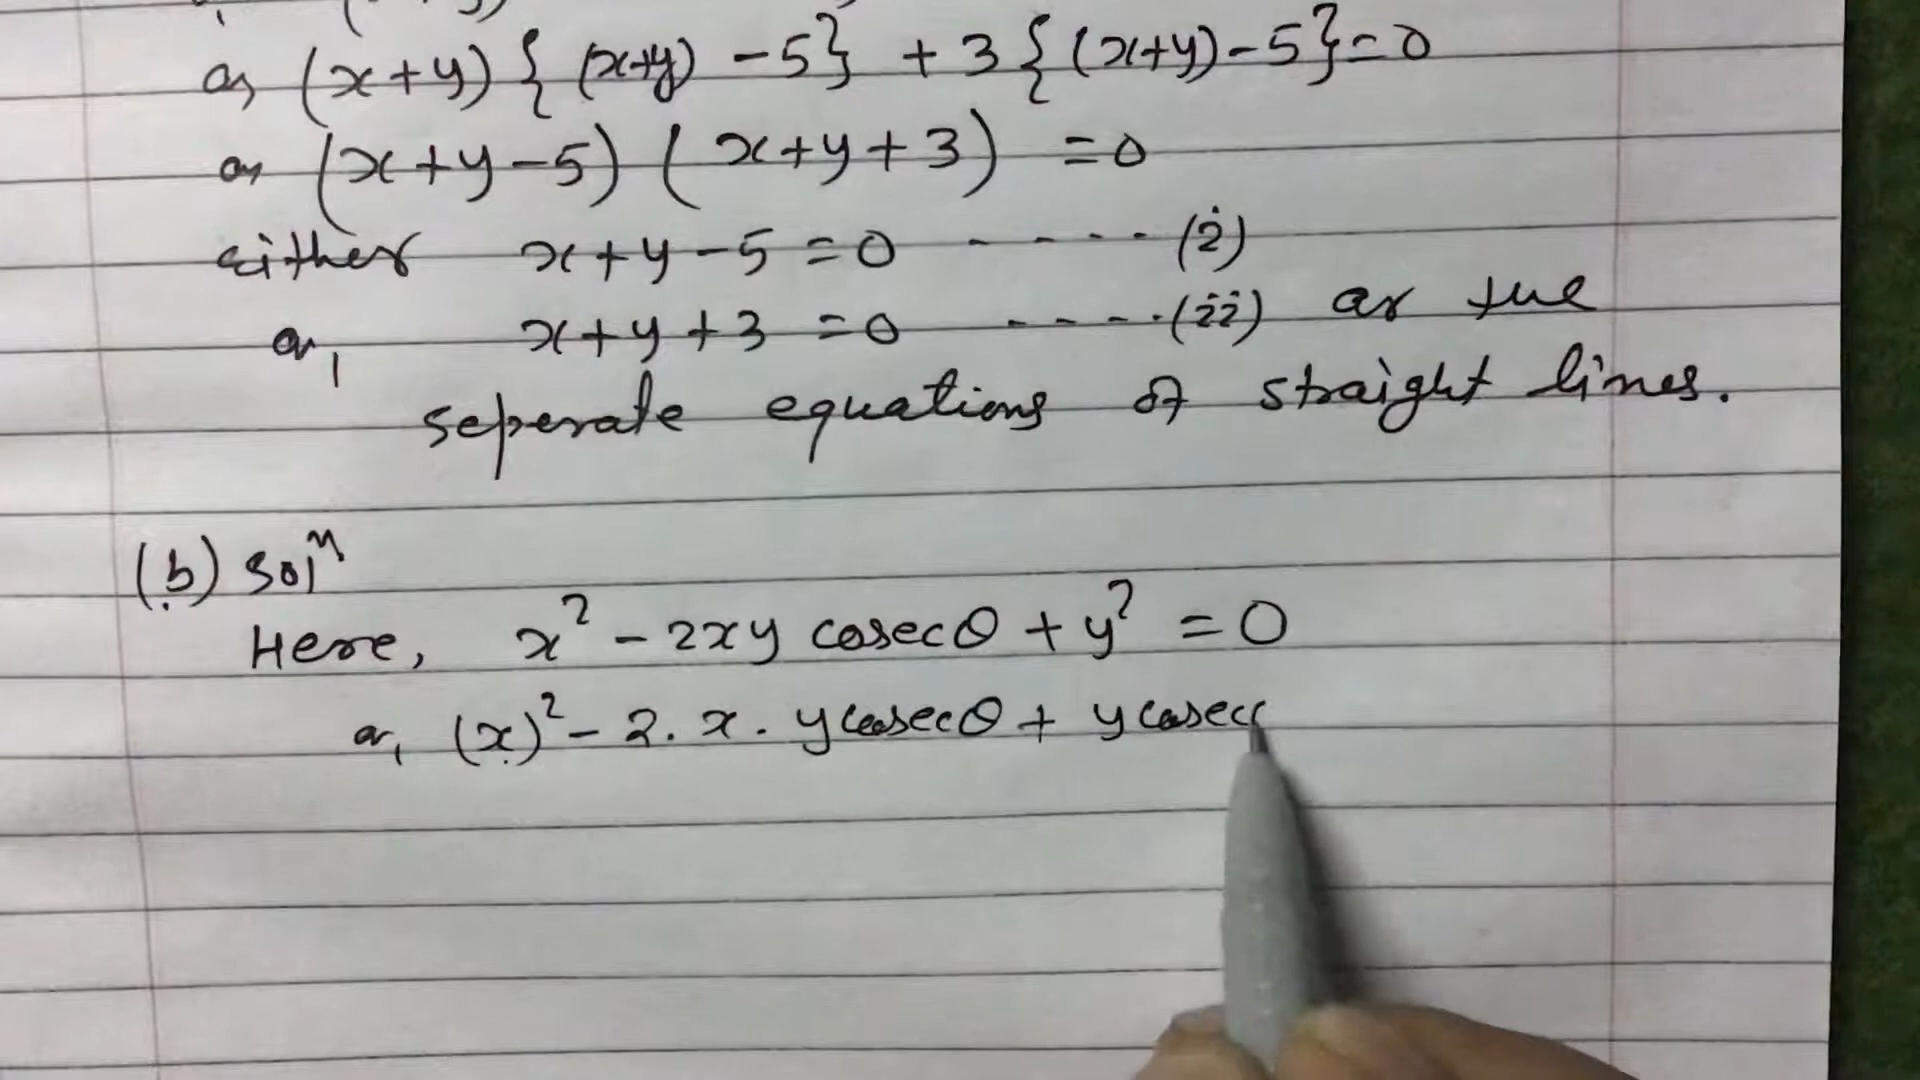 or (x+y) { (x+y) - 5} + 3 { (x+y) - 5} = 0
or (x+y-5) ( x+y+3) = 0
either x+y-5 = 0 - - - - - (i)
or, x+y+3 = 0 - - - - - (ii) ar the
seperate equations of straight lines.
(b) Solⁿ
Here, x² - 2xy cosecθ + y² = 0
or, (x)² - 2. x. y cosecθ + y cosec